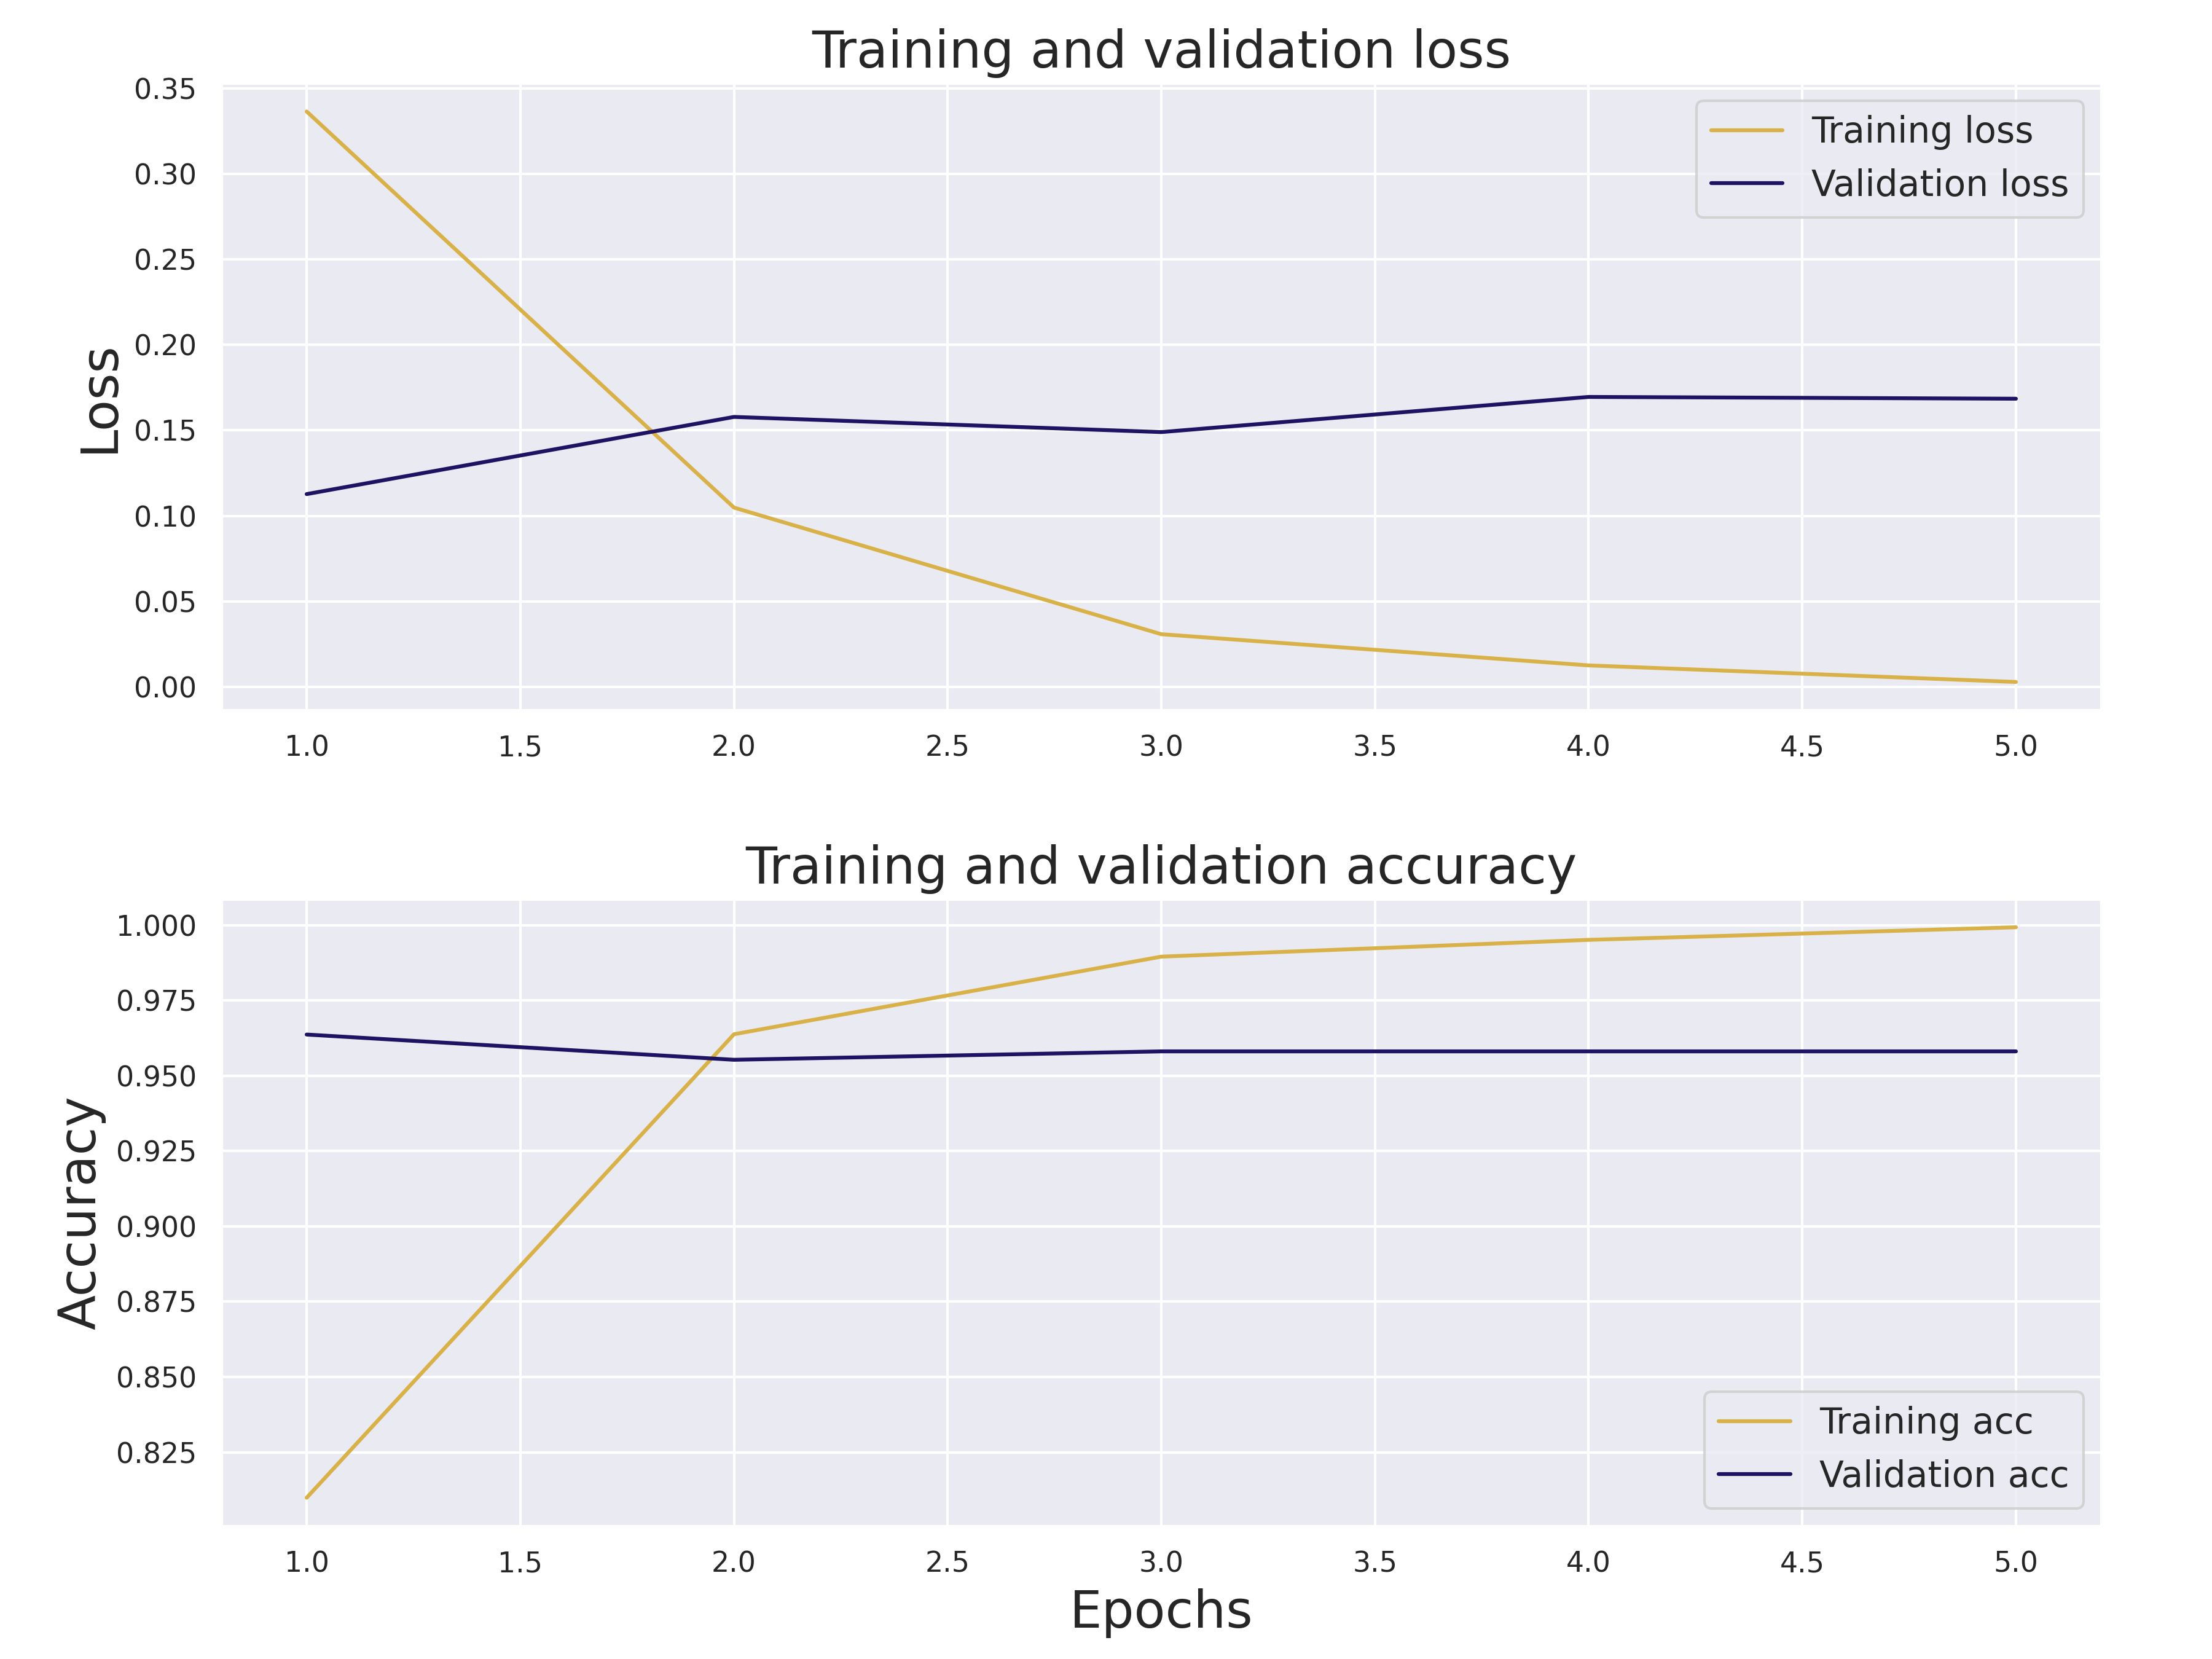 Training and validation loss
0.35
0.30
0.25
0.20
0.15
0.10
0.05
0.00
Loss
Training loss
Validation loss
1.0 1.5 2.0 2.5 3.0 3.5 4.0 4.5 5.0
Training and validation accuracy
1.000
0.975
0.950
0.925
0.900
0.875
0.850
0.825
Accuracy
Training acc
Validation acc
1.0 1.5 2.0 2.5 3.0 3.5 4.0 4.5 5.0
Epochs